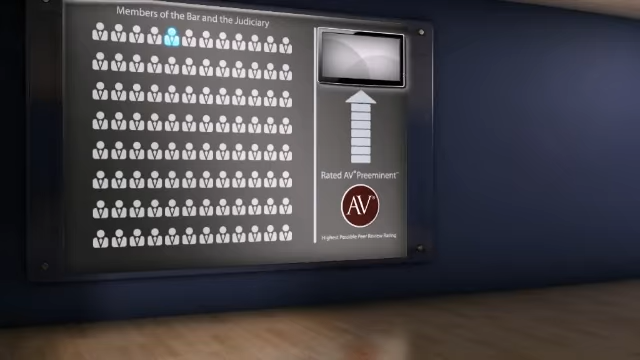 Members of the Bar and the Judiciary
Rated AV®Preeminent™
AV®
Highest Possible Peer Review Rating